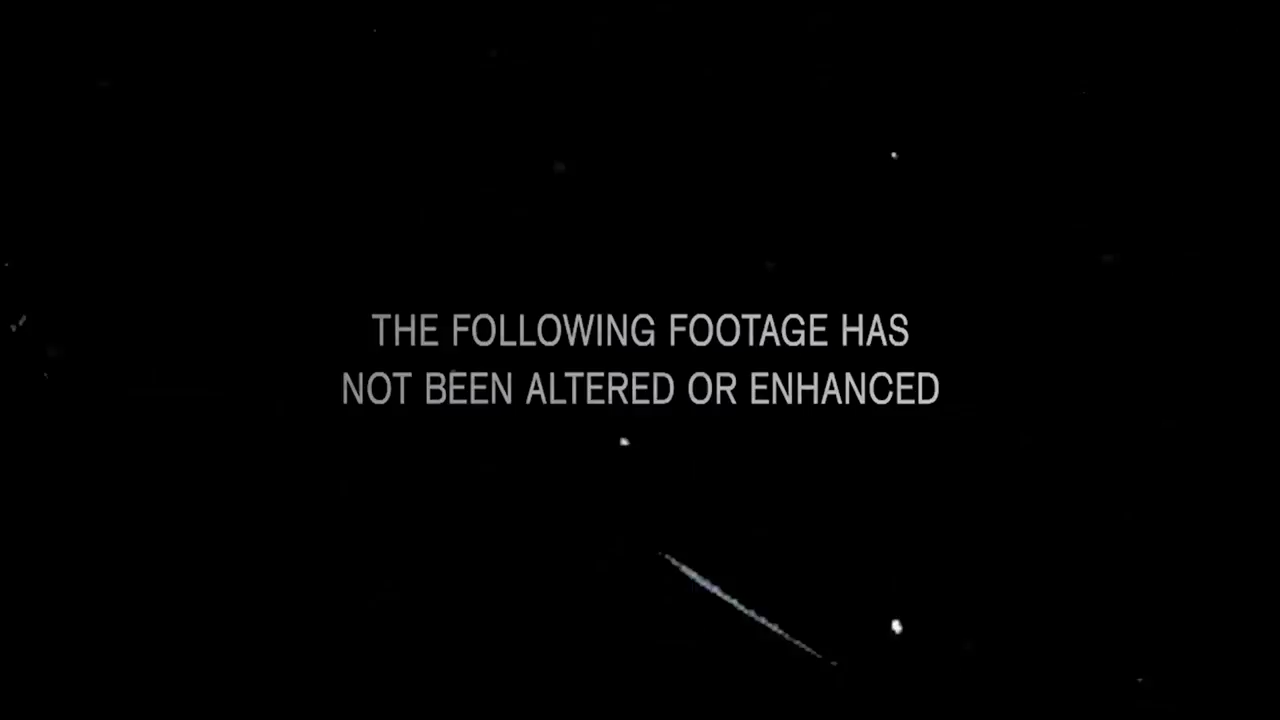 THE FOLLOWING FOOTAGE HAS
NOT BEEN ALTERED OR ENHANCED